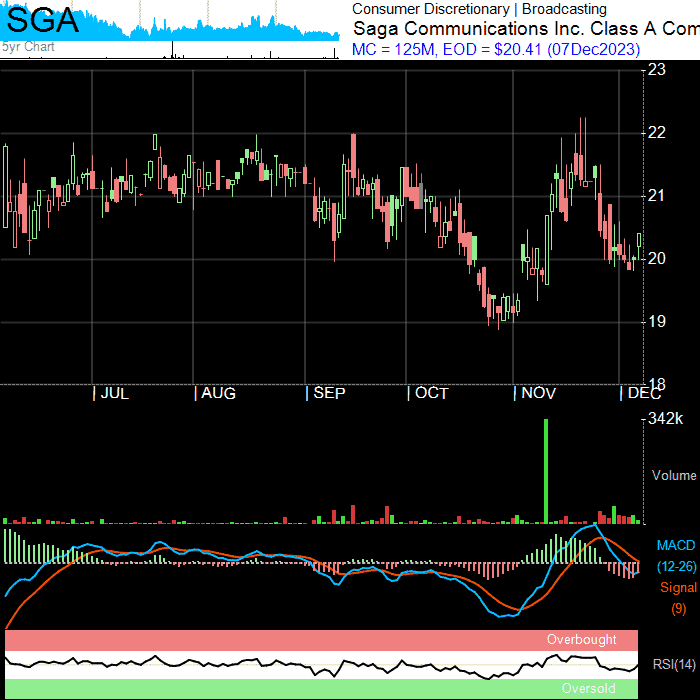 SGA
5yr Chart
Consumer Discretionary | Broadcasting
Saga Communications Inc. Class A Com
MC = 125M, EOD = $20.41 (07Dec2023)
23
22
21
20
19
18
JUL
AUG
SEP
OCT
NOV
DEC
342k
Volume
MACD
(12-26)
Signal
(9)
Overbought
RSI(14)
Oversold